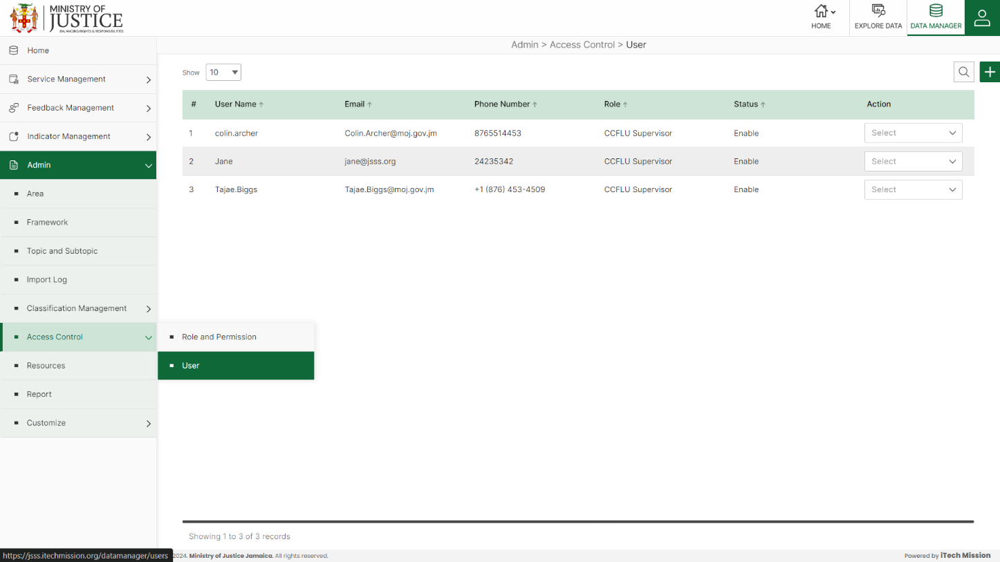 MINISTRY OF
JUSTICE
BALANCING RIGHTS & RESPONSIBILITIES
HOME
EXPLORE DATA
DATA MANAGER
Home
Service Management
Feedback Management
Indicator Management
Admin
Area
Framework
Topic and Subtopic
Import Log
Classification Management
Access Control
Resources
Report
Customize
Role and Permission
User
Admin > Access Control > User
Show 10
# User Name ↑ Email ↑ Phone Number ↑ Role ↑ Status ↑ Action
1 colin.archer Colin.Archer@moj.gov.jm 8765514453 CCFLU Supervisor Enable Select
2 Jane jane@jsss.org 24235342 CCFLU Supervisor Enable Select
3 Tajae.Biggs Tajae.Biggs@moj.gov.jm +1 (876) 453-4509 CCFLU Supervisor Enable Select
Showing 1 to 3 of 3 records
https://jsss.itechmission.org/datamanager/users
2024. Ministry of Justice Jamaica. All rights reserved.
Powered by iTech Mission